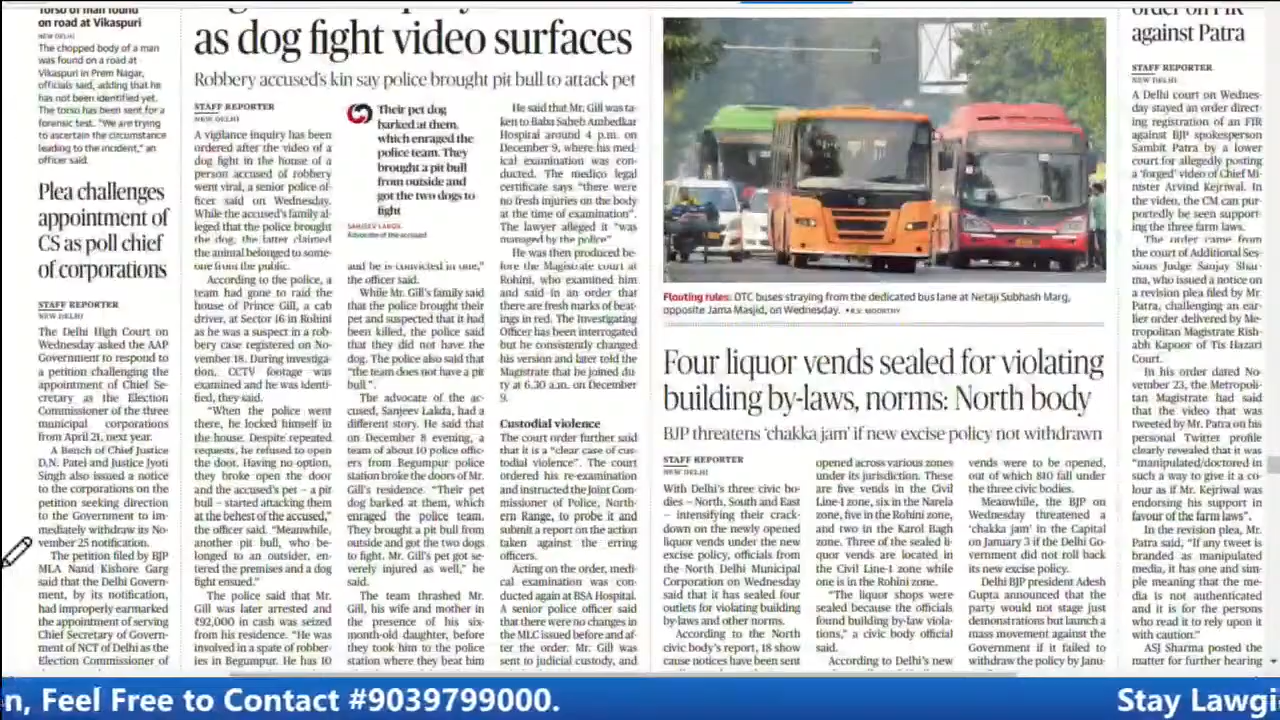 Torso of man found
on road at Vikaspuri
NEW DELHI
The chopped body of a man
was found on a road at
Vikaspuri in Prem Nagar,
officials said, adding that he
has not been identified yet.
The torso has been sent for a
forensic test. "We are trying
to ascertain the circumstance
leading to the incident," an
officer said.
Plea challenges
appointment of
CS as poll chief
of corporations
STAFF REPORTER
NEW DELHI
The Delhi High Court on
Wednesday asked the AAP
Government to respond to
a petition challenging the
appointment of Chief Se-
cretary as the Election
Commissioner of the three
municipal corporations
from April 21, next year.
A Bench of Chief Justice
D.N. Patel and Justice Jyoti
Singh also issued a notice
to the corporations on the
petition seeking direction
to the Government to im-
mediately withdraw its No-
vember 25 notification.
The petition filed by BJP
MLA Nand Kishore Garg
said that the Delhi Govern-
ment, by its notification,
had improperly earmarked
the appointment of serving
Chief Secretary of Govern-
ment of NCT of Delhi as the
Election Commissioner of
as dog fight video surfaces
Robbery accused's kin say police brought pit bull to attack pet
STAFF REPORTER
NEW DELHI
A vigilance inquiry has been
ordered after the video of a
dog fight in the house of a
person accused of robbery
went viral, a senior police of-
ficer said on Wednesday.
While the accused's family al-
leged that the police brought
the dog, the latter claimed
the animal belonged to some-
one from the public.
According to the police, a
team had gone to raid the
house of Prince Gill, a cab
driver, at Sector 16 in Rohini
as he was a suspect in a rob-
bery case registered on No-
vember 18. During investiga-
tion, CCTV footage was
examined and he was identi-
fied, they said.
"When the police went
there, he locked himself in
the house. Despite repeated
requests, he refused to open
the door. Having no option,
they broke open the door
and the accused's pet – a pit
bull – started attacking them
at the behest of the accused,"
the officer said. "Meanwhile,
another pit bull, who be-
longed to an outsider, en-
tered the premises and a dog
fight ensued."
The police said that Mr.
Gill was later arrested and
₹92,000 in cash was seized
from his residence. "He was
involved in a spate of robber-
ies in Begumpur. He has 10
Their pet dog
barked at them,
which enraged the
police team. They
brought a pit bull
from outside and
got the two dogs to
fight
SANJEEV LAKDA
Advocate of the accused
and he is convicted in one,"
the officer said.
While Mr. Gill's family said
that the police brought their
pet and suspected that it had
been killed, the police said
that they did not have the
dog. The police also said that
"the team does not have a pit
bull".
The advocate of the ac-
cused, Sanjeev Lakda, had a
different story. He said that
on December 8 evening, a
team of about 10 police offic-
ers from Begumpur police
station broke the doors of Mr.
Gill's residence. "Their pet
dog barked at them, which
enraged the police team.
They brought a pit bull from
outside and got the two dogs
to fight. Mr. Gill's pet got se-
verely injured as well," he
said.
The team thrashed Mr.
Gill, his wife and mother in
the presence of his six-
month-old daughter, before
they took him to the police
station where they beat him
He said that Mr. Gill was ta-
ken to Baba Saheb Ambedkar
Hospital around 4 p.m. on
December 9, where his med-
ical examination was con-
ducted. The medico legal
certificate says "there were
no fresh injuries on the body
at the time of examination".
The lawyer alleged it "was
managed by the police"
He was then produced be-
fore the Magistrate court at
Rohini, who examined him
and said in an order that
there are fresh marks of beat-
ings in red. The Investigating
Officer has been interrogated
but he consistently changed
his version and later told the
Magistrate that he joined du-
ty at 6.30 a.m. on December
9.
Custodial violence
The court order further said
that it is a "clear case of cus-
todial violence". The court
ordered his re-examination
and instructed the Joint Com-
missioner of Police, North-
ern Range, to probe it and
submit a report on the action
taken against the erring
officers.
Acting on the order, medi-
cal examination was con-
ducted again at BSA Hospital.
A senior police officer said
that there were no changes in
the MLC issued before and af-
ter the order. Mr. Gill was
sent to judicial custody, and
Flouting rules: DTC buses straying from the dedicated bus lane at Netaji Subhash Marg,
opposite Jama Masjid, on Wednesday. • R.V. MOORTHY
Four liquor vends sealed for violating
building by-laws, norms: North body
BJP threatens 'chakka jam' if new excise policy not withdrawn
STAFF REPORTER
NEW DELHI
With Delhi's three civic bo-
dies – North, South and East
– intensifying their crack-
down on the newly opened
liquor vends under the new
excise policy, officials from
the North Delhi Municipal
Corporation on Wednesday
said that it has sealed four
outlets for violating building
by-laws and other norms.
According to the North
civic body's report, 18 show
cause notices have been sent
opened across various zones
under its jurisdiction. These
are five vends in the Civil
Line-1 zone, six in the Narela
zone, five in the Rohini zone,
and two in the Karol Bagh
zone. Three of the sealed li-
quor vends are located in
the Civil Line-I zone while
one is in the Rohini zone.
"The liquor shops were
sealed because the officials
found building by-law viola-
tions," a civic body official
said.
According to Delhi's new
vends were to be opened,
out of which 810 fall under
the three civic bodies.
Meanwhile, the BJP on
Wednesday threatened a
'chakka jam' in the Capital
on January 3 if the Delhi Go-
vernment did not roll back
its new excise policy.
Delhi BJP president Adesh
Gupta announced that the
party would not stage just
demonstrations but launch a
mass movement against the
Government if it failed to
withdraw the policy by Janu-
order on FIR
against Patra
STAFF REPORTER
NEW DELHI
A Delhi court on Wednes-
day stayed an order direct-
ing registration of an FIR
against BJP spokesperson
Sambit Patra by a lower
court for allegedly posting
a 'forged' video of Chief Mi-
nister Arvind Kejriwal. In
the video, the CM can pur-
portedly be seen support-
ing the three farm laws.
The order came from
the court of Additional Ses-
sions Judge Sanjay Shar-
ma, who issued a notice on
a revision plea filed by Mr.
Patra, challenging an ear-
lier order delivered by Me-
tropolitan Magistrate Rish-
abh Kapoor of Tis Hazari
Court.
In his order dated No-
vember 23, the Metropoli-
tan Magistrate had said
that the video that was
tweeted by Mr. Patra on his
personal Twitter profile
clearly revealed that it was
"manipulated/doctored in
such a way to give it a co-
lour as if Mr. Kejriwal was
endorsing his support in
favour of the farm laws".
In the revision plea, Mr.
Patra said, "If any tweet is
branded as manipulated
media, it has one and sim-
ple meaning that the me-
dia is not authenticated
and it is for the persons
who read it to rely upon it
with caution."
ASJ Sharma posted the
matter for further hearing
n, Feel Free to Contact #9039799000.
Stay Lawgi